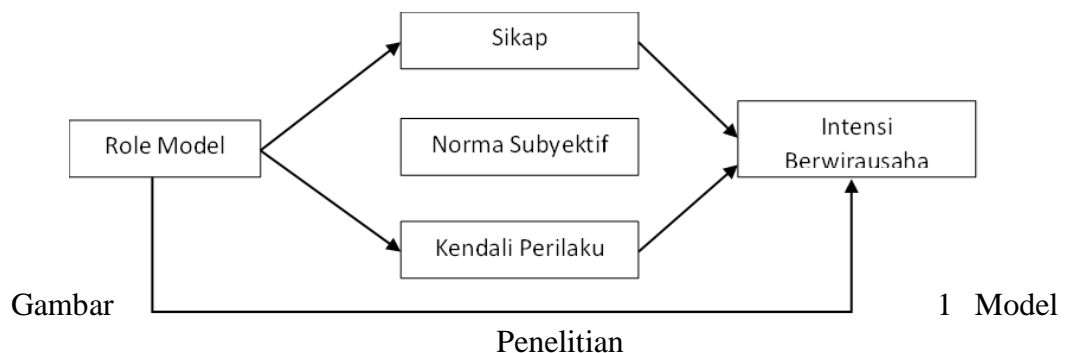 Sikap
Role Model
Norma Subyektif
Intensi
Berwirausaha
Kendali Perilaku
Gambar 1 Model
Penelitian